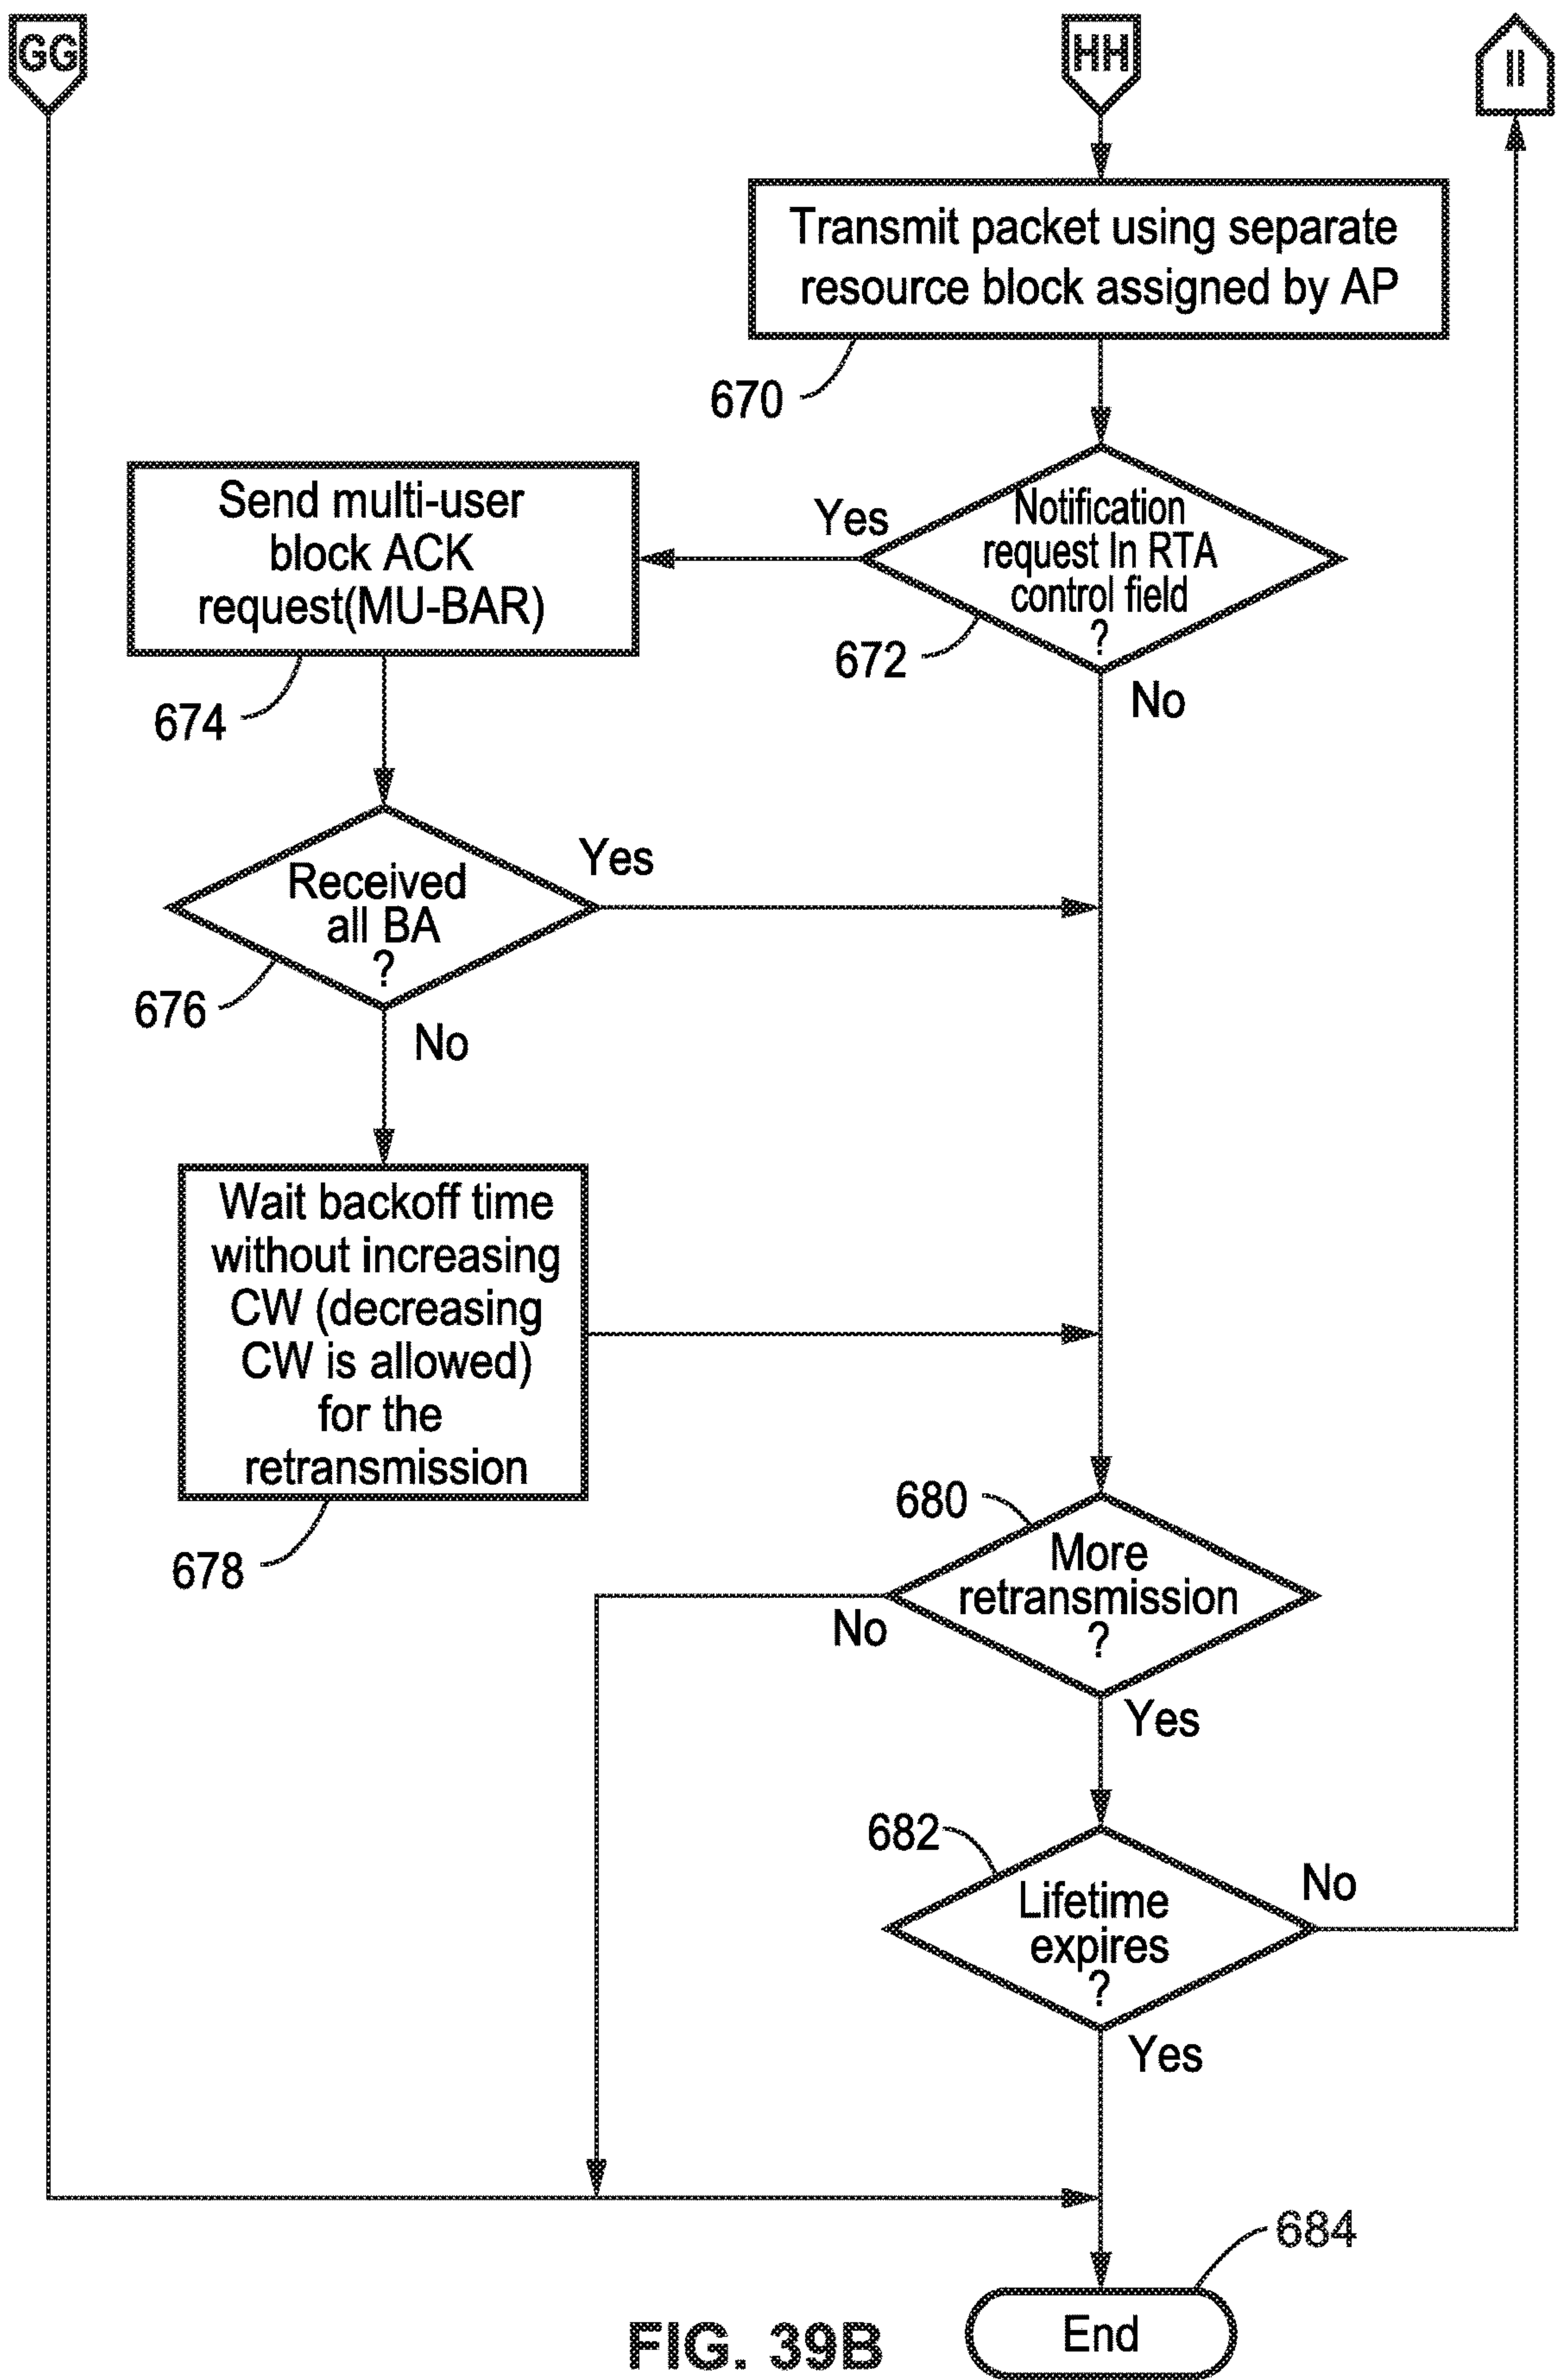 GG
HH
II
Transmit packet using separate
resource block assigned by AP
670
Notification
request In RTA
control field
?
Yes
672
No
Send multi-user
block ACK
request(MU-BAR)
674
Received
all BA
?
Yes
676
No
Wait backoff time
without increasing
CW (decreasing
CW is allowed)
for the
retransmission
678
680
More
retransmission
?
No
Yes
682
Lifetime
expires
?
No
Yes
684
End
FIG. 39B